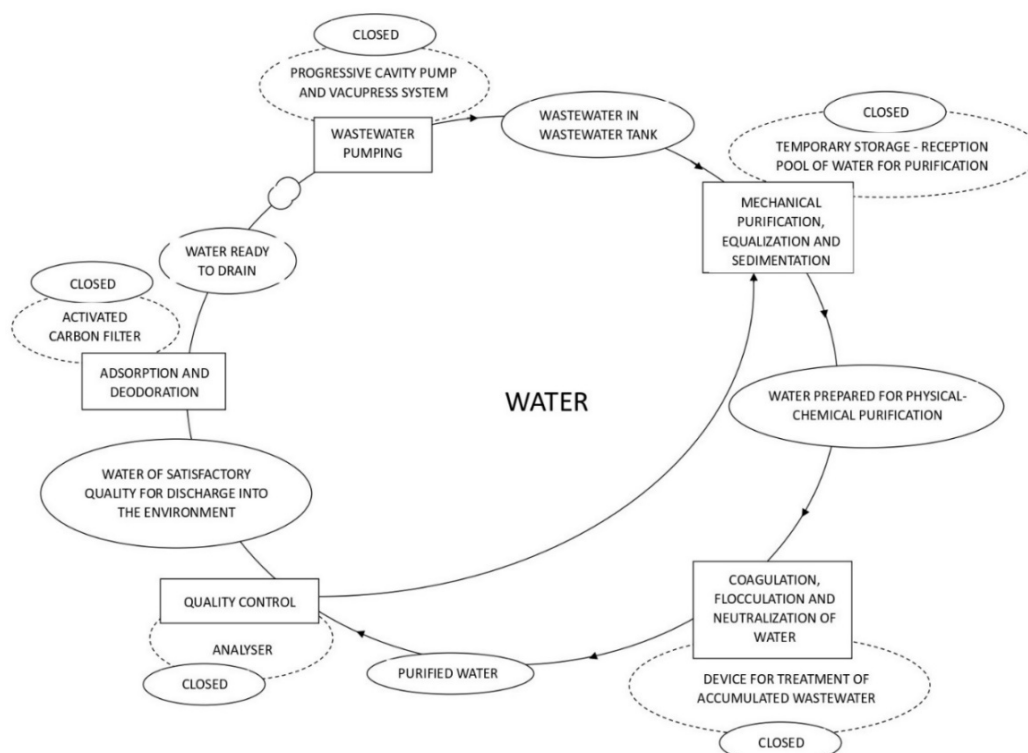 CLOSED
PROGRESSIVE CAVITY PUMP
AND VACUPRESS SYSTEM
WASTEWATER
PUMPING
WASTEWATER IN
WASTEWATER TANK
CLOSED
TEMPORARY STORAGE - RECEPTION
POOL OF WATER FOR PURIFICATION
MECHANICAL
PURIFICATION,
EQUALIZATION AND
SEDIMENTATION
WATER READY
TO DRAIN
CLOSED
ACTIVATED
CARBON FILTER
ADSORPTION AND
DEODORATION
WATER
WATER PREPARED FOR PHYSICAL-
CHEMICAL PURIFICATION
WATER OF SATISFACTORY
QUALITY FOR DISCHARGE INTO
THE ENVIRONMENT
QUALITY CONTROL
ANALYSER
CLOSED
PURIFIED WATER
COAGULATION,
FLOCCULATION AND
NEUTRALIZATION OF
WATER
DEVICE FOR TREATMENT OF
ACCUMULATED WASTEWATER
CLOSED